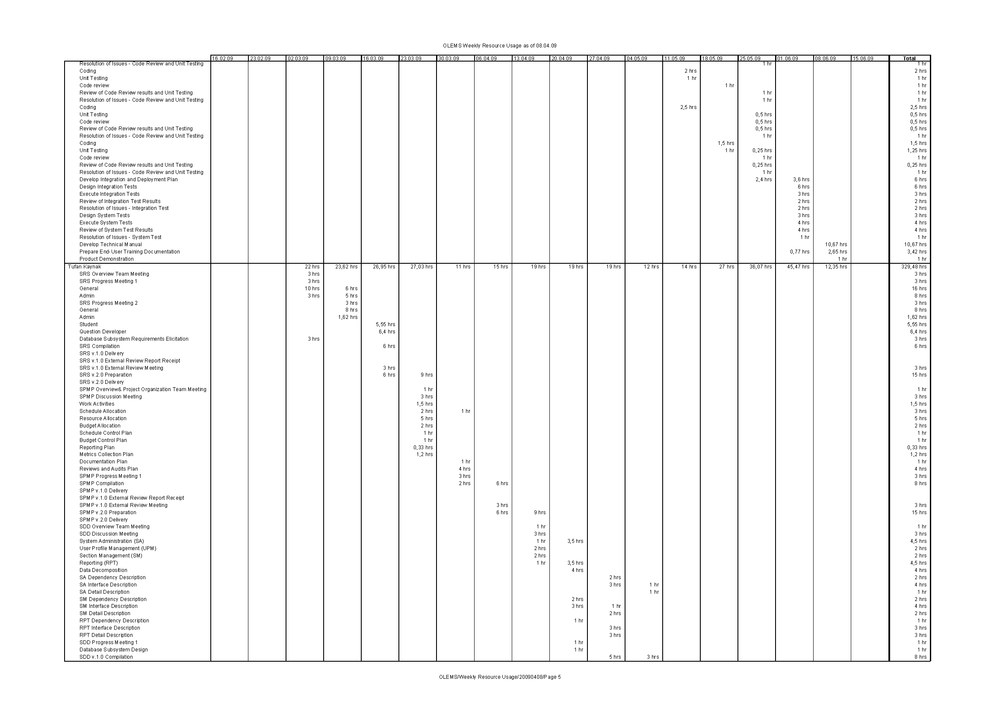 OLEMS Weekly Resource Usage as of 08.04.09
16.02.09 23.02.09 02.03.09 09.03.09 16.03.09 23.03.09 30.03.09 06.04.09 13.04.09 20.04.09 27.04.09 04.05.09 11.05.09 18.05.09 25.05.09 01.06.09 08.06.09 15.06.09 Total
Resolution of Issues - Code Review and Unit Testing 1 hr 1 hr
Coding 2 hrs 2 hrs
Unit Testing 1 hr 1 hr
Code review 1 hr 1 hr
Review of Code Review results and Unit Testing 1 hr 1 hr
Resolution of Issues - Code Review and Unit Testing 1 hr 1 hr
Coding 2,5 hrs 2,5 hrs
Unit Testing 0,5 hrs 0,5 hrs
Code review 0,5 hrs 0,5 hrs
Review of Code Review results and Unit Testing 0,5 hrs 0,5 hrs
Resolution of Issues - Code Review and Unit Testing 1 hr 1 hr
Coding 1,5 hrs 1,5 hrs
Unit Testing 1 hr 0,25 hrs 1,25 hrs
Code review 1 hr 1 hr
Review of Code Review results and Unit Testing 0,25 hrs 0,25 hrs
Resolution of Issues - Code Review and Unit Testing 1 hr 1 hr
Develop Integration and Deployment Plan 2,4 hrs 3,6 hrs 6 hrs
Design Integration Tests 6 hrs 6 hrs
Execute Integration Tests 3 hrs 3 hrs
Review of Integration Test Results 2 hrs 2 hrs
Resolution of Issues - Integration Test 2 hrs 2 hrs
Design System Tests 3 hrs 3 hrs
Execute System Tests 4 hrs 4 hrs
Review of System Test Results 4 hrs 4 hrs
Resolution of Issues - System Test 1 hr 1 hr
Develop Technical Manual 10,67 hrs 10,67 hrs
Prepare End-User Training Documentation 0,77 hrs 2,65 hrs 3,42 hrs
Product Demonstration 1 hr 1 hr
Tufan Kaynak 22 hrs 23,62 hrs 26,95 hrs 27,03 hrs 11 hrs 15 hrs 19 hrs 19 hrs 19 hrs 12 hrs 14 hrs 27 hrs 36,07 hrs 45,47 hrs 12,35 hrs 329,48 hrs
SRS Overview Team Meeting 3 hrs 3 hrs
SRS Progress Meeting 1 3 hrs 3 hrs
General 10 hrs 6 hrs 16 hrs
Admin 3 hrs 5 hrs 8 hrs
SRS Progress Meeting 2 3 hrs 3 hrs
General 8 hrs 8 hrs
Admin 1,62 hrs 1,62 hrs
Student 5,55 hrs 5,55 hrs
Question Developer 6,4 hrs 6,4 hrs
Database Subsystem Requirements Elicitation 3 hrs 3 hrs
SRS Compilation 6 hrs 6 hrs
SRS v.1.0 Delivery
SRS v.1.0 External Review Report Receipt
SRS v.1.0 External Review Meeting 3 hrs 3 hrs
SRS v.2.0 Preparation 6 hrs 9 hrs 15 hrs
SRS v.2.0 Delivery
SPMP Overview& Project Organization Team Meeting 1 hr 1 hr
SPMP Discussion Meeting 3 hrs 3 hrs
Work Activities 1,5 hrs 1,5 hrs
Schedule Allocation 2 hrs 1 hr 3 hrs
Resource Allocation 5 hrs 5 hrs
Budget Allocation 2 hrs 2 hrs
Schedule Control Plan 1 hr 1 hr
Budget Control Plan 1 hr 1 hr
Reporting Plan 0,33 hrs 0,33 hrs
Metrics Collection Plan 1,2 hrs 1,2 hrs
Documentation Plan 1 hr 1 hr
Reviews and Audits Plan 4 hrs 4 hrs
SPMP Progress Meeting 1 3 hrs 3 hrs
SPMP Compilation 2 hrs 6 hrs 8 hrs
SPMP v.1.0 Delivery
SPMP v.1.0 External Review Report Receipt
SPMP v.1.0 External Review Meeting 3 hrs 3 hrs
SPMP v.2.0 Preparation 6 hrs 9 hrs 15 hrs
SPMP v.2.0 Delivery
SDD Overview Team Meeting 1 hr 1 hr
SDD Discussion Meeting 3 hrs 3 hrs
System Administration (SA) 1 hr 3,5 hrs 4,5 hrs
User Profile Management (UPM) 2 hrs 2 hrs
Section Management (SM) 2 hrs 2 hrs
Reporting (RPT) 1 hr 3,5 hrs 4,5 hrs
Data Decomposition 4 hrs 4 hrs
SA Dependency Description 2 hrs 2 hrs
SA Interface Description 3 hrs 1 hr 4 hrs
SA Detail Description 1 hr 1 hr
SM Dependency Description 2 hrs 2 hrs
SM Interface Description 3 hrs 1 hr 4 hrs
SM Detail Description 2 hrs 2 hrs
RPT Dependency Description 1 hr 1 hr
RPT Interface Description 3 hrs 3 hrs
RPT Detail Description 3 hrs 3 hrs
SDD Progress Meeting 1 1 hr 1 hr
Database Subsystem Design 1 hr 1 hr
SDD v.1.0 Compilation 5 hrs 3 hrs 8 hrs
OLEMS/Weekly Resource Usage/20090408/Page 5